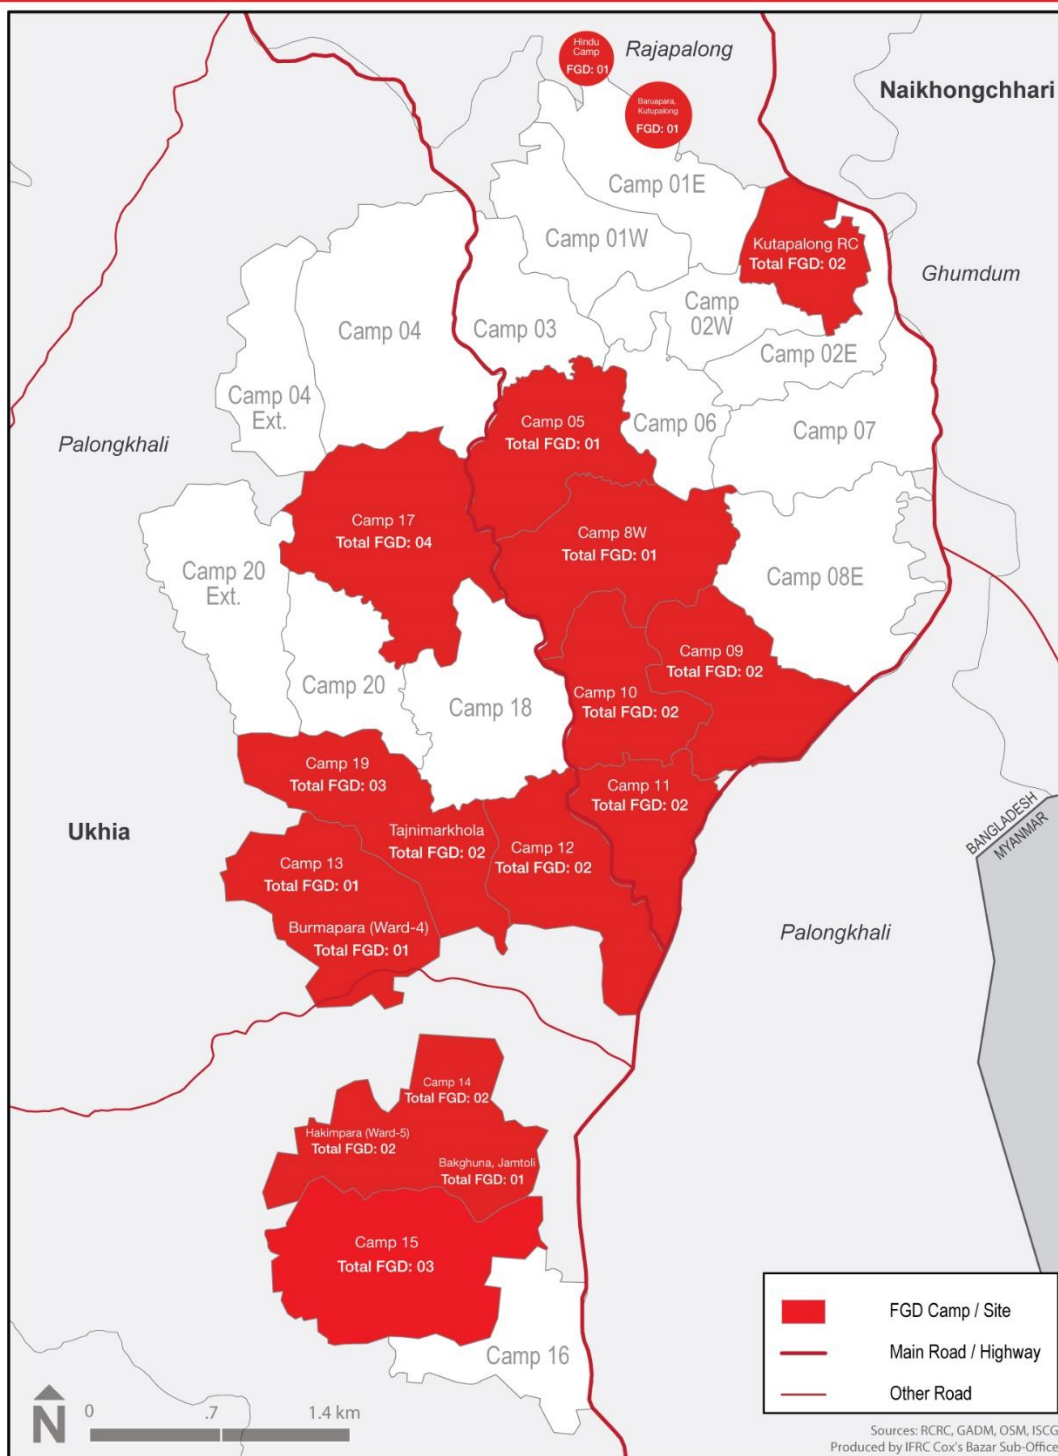 Hindu
Camp
FGD: 01
Rajapalong
Naikhongchhari
Baruapara,
Kutupalong
FGD: 01
Camp 01E
Camp 01W
Kutapalong RC
Total FGD: 02
Ghumdum
Camp
02W
Camp 04
Camp 03
Camp 02E
Camp 04
Ext.
Palongkhali
Camp 05
Total FGD: 01
Camp 06
Camp 07
Camp 17
Total FGD: 04
Camp 8W
Total FGD: 01
Camp 20
Ext.
Camp 08E
Camp 09
Total FGD: 02
Camp 20
Camp 18
Camp 10
Total FGD: 02
Camp 19
Total FGD: 03
Camp 11
Total FGD: 02
BANGLADESH
MYANMAR
Ukhia
Tajnimarkhola
Total FGD: 02
Camp 12
Total FGD: 02
Camp 13
Total FGD: 01
Burmapara (Ward-4)
Total FGD: 01
Palongkhali
Camp 14
Total FGD: 02
Hakimpara (Ward-5)
Total FGD: 02
Bakghuna, Jamtoli
Total FGD: 01
Camp 15
Total FGD: 03
Camp 16
FGD Camp / Site
Main Road / Highway
Other Road
N
0 .7 1.4 km
Sources: RCRC, GADM, OSM, ISCG
Produced by IFRC Cox's Bazar Sub-Office